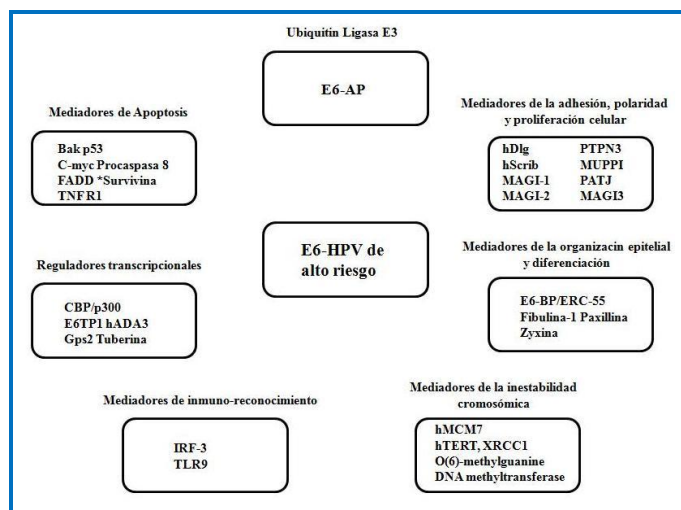 Ubiquitin Ligasa E3
E6-AP
Mediadores de Apoptosis
Bak p53
C-myc Procaspasa 8
FADD *Survivina
TNFR1
Mediadores de la adhesión, polaridad
y proliferación celular
hDlg PTPN3
hScrib MUPPI
MAGI-1 PATJ
MAGI-2 MAGI3
E6-HPV de
alto riesgo
Reguladores transcripcionales
CBP/p300
E6TP1 hADA3
Gps2 Tuberina
Mediadores de la organizacin epitelial
y diferenciación
E6-BP/ERC-55
Fibulina-1 Paxillina
Zyxina
Mediadores de inmuno-reconocimiento
IRF-3
TLR9
Mediadores de la inestabilidad
cromosómica
hMCM7
hTERT, XRCC1
O(6)-methylguanine
DNA methyltransferase